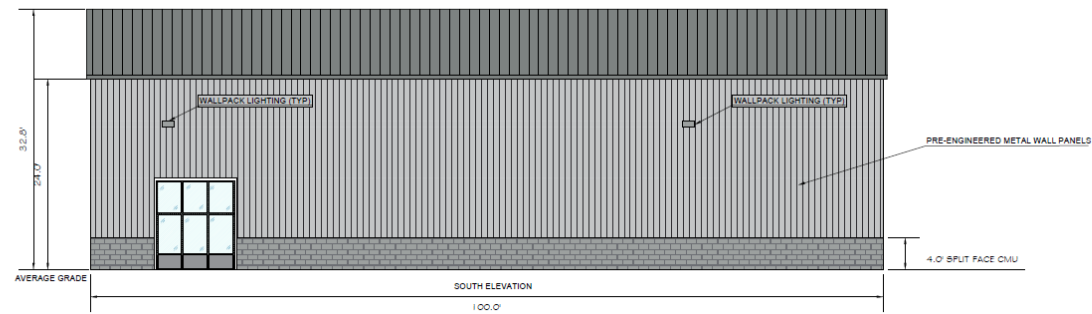 WALLPACK LIGHTING (TYP)
WALLPACK LIGHTING (TYP)
32.8'
24.0'
PRE-ENGINEERED METAL WALL PANELS
4.0' SPLIT FACE CMU
AVERAGE GRADE
SOUTH ELEVATION
100.0'